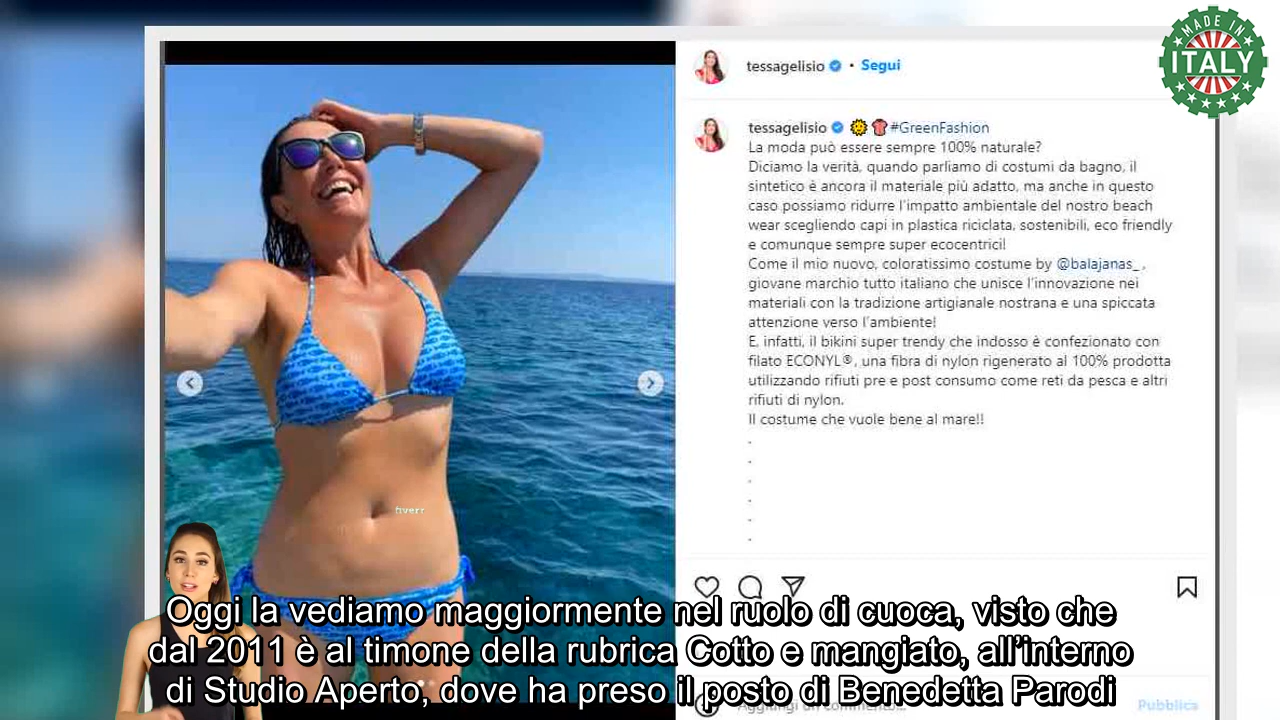 MADE IN
ITALY
tessagelisio • Segui
tessagelisio #GreenFashion
La moda può essere sempre 100% naturale?
Diciamo la verità, quando parliamo di costumi da bagno, il
sintetico è ancora il materiale più adatto, ma anche in questo
caso possiamo ridurre l'impatto ambientale del nostro beach
wear scegliendo capi in plastica riciclata, sostenibili, eco friendly
e comunque sempre super ecocentrici!
Come il mio nuovo, coloratissimo costume by @balajanas_ ,
giovane marchio tutto italiano che unisce l'innovazione nei
materiali con la tradizione artigianale nostrana e una spiccata
attenzione verso l'ambiente!
E, infatti, il bikini super trendy che indosso è confezionato con
filato ECONYL®, una fibra di nylon rigenerato al 100% prodotta
utilizzando rifiuti pre e post consumo come reti da pesca e altri
rifiuti di nylon.
Il costume che vuole bene al mare!!
.
.
.
.
.
.
fiverr
Oggi la vediamo maggiormente nel ruolo di cuoca, visto che
dal 2011 è al timone della rubrica Cotto e mangiato, all'interno
di Studio Aperto, dove ha preso il posto di Benedetta Parodi
Aggiungi un commento...
Pubblica